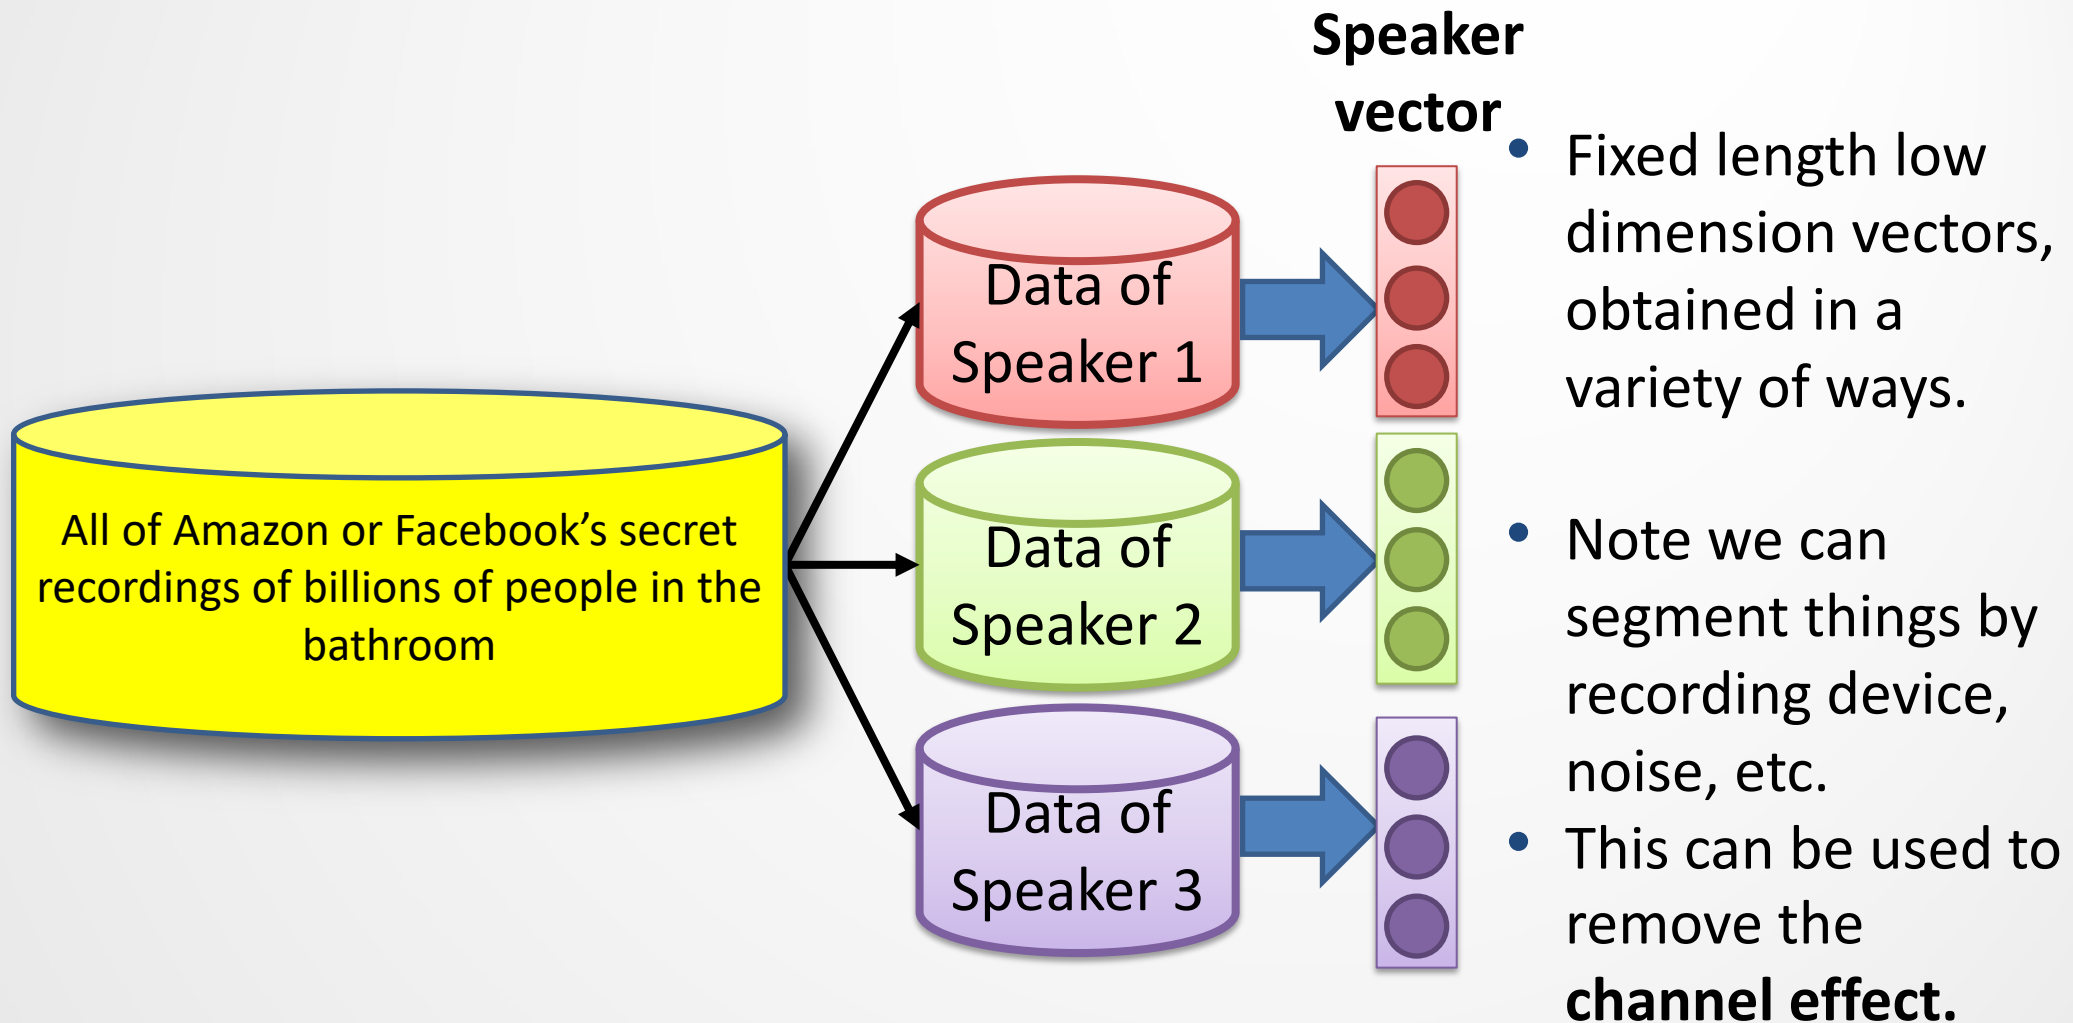 Speaker
vector
All of Amazon or Facebook’s secret
recordings of billions of people in the
bathroom
Data of
Speaker 1
Data of
Speaker 2
Data of
Speaker 3
• Fixed length low
dimension vectors,
obtained in a
variety of ways.
• Note we can
segment things by
recording device,
noise, etc.
• This can be used to
remove the
channel effect.